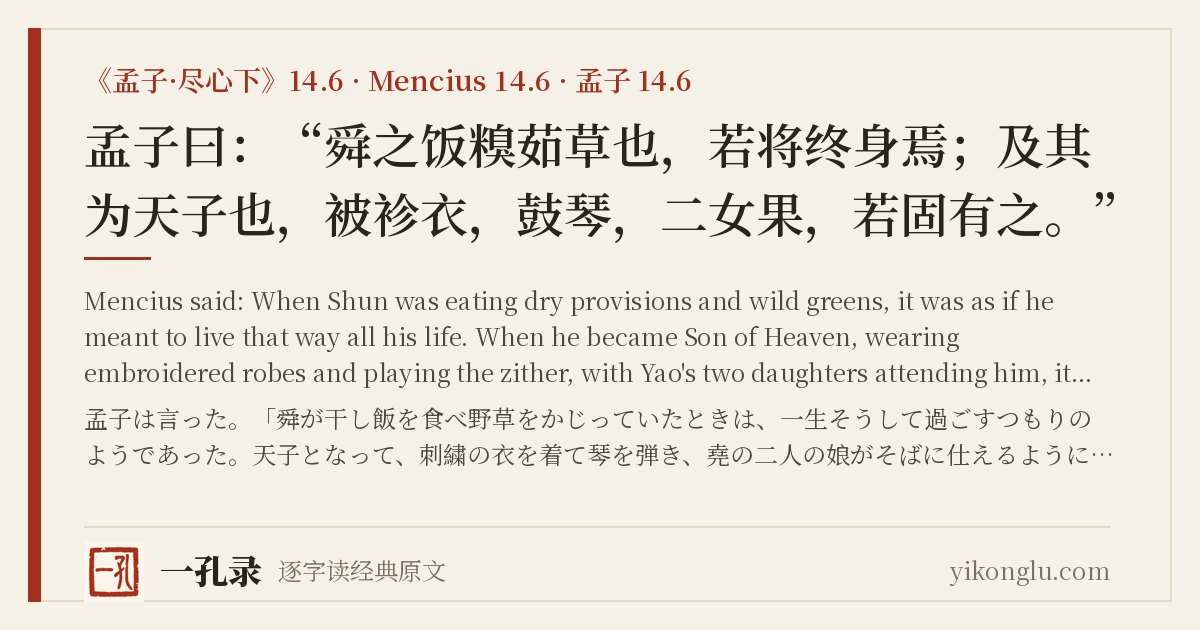 《孟子·尽心下》14.6 · Mencius 14.6 · 孟子 14.6
孟子曰：“舜之饭糗茹草也，若将终身焉；及其
为天子也，被袗衣，鼓琴，二女果，若固有之。”
Mencius said: When Shun was eating dry provisions and wild greens, it was as if he
meant to live that way all his life. When he became Son of Heaven, wearing
embroidered robes and playing the zither, with Yao's two daughters attending him, it...
孟子は言った。「舜が干し飯を食べ野草をかじっていたときは、一生そうして過ごすつもりの
ようであった。天子となって、刺繍の衣を着て琴を弾き、堯の二人の娘がそばに仕えるように…
一孔
一孔录 逐字读经典原文
yikonglu.com